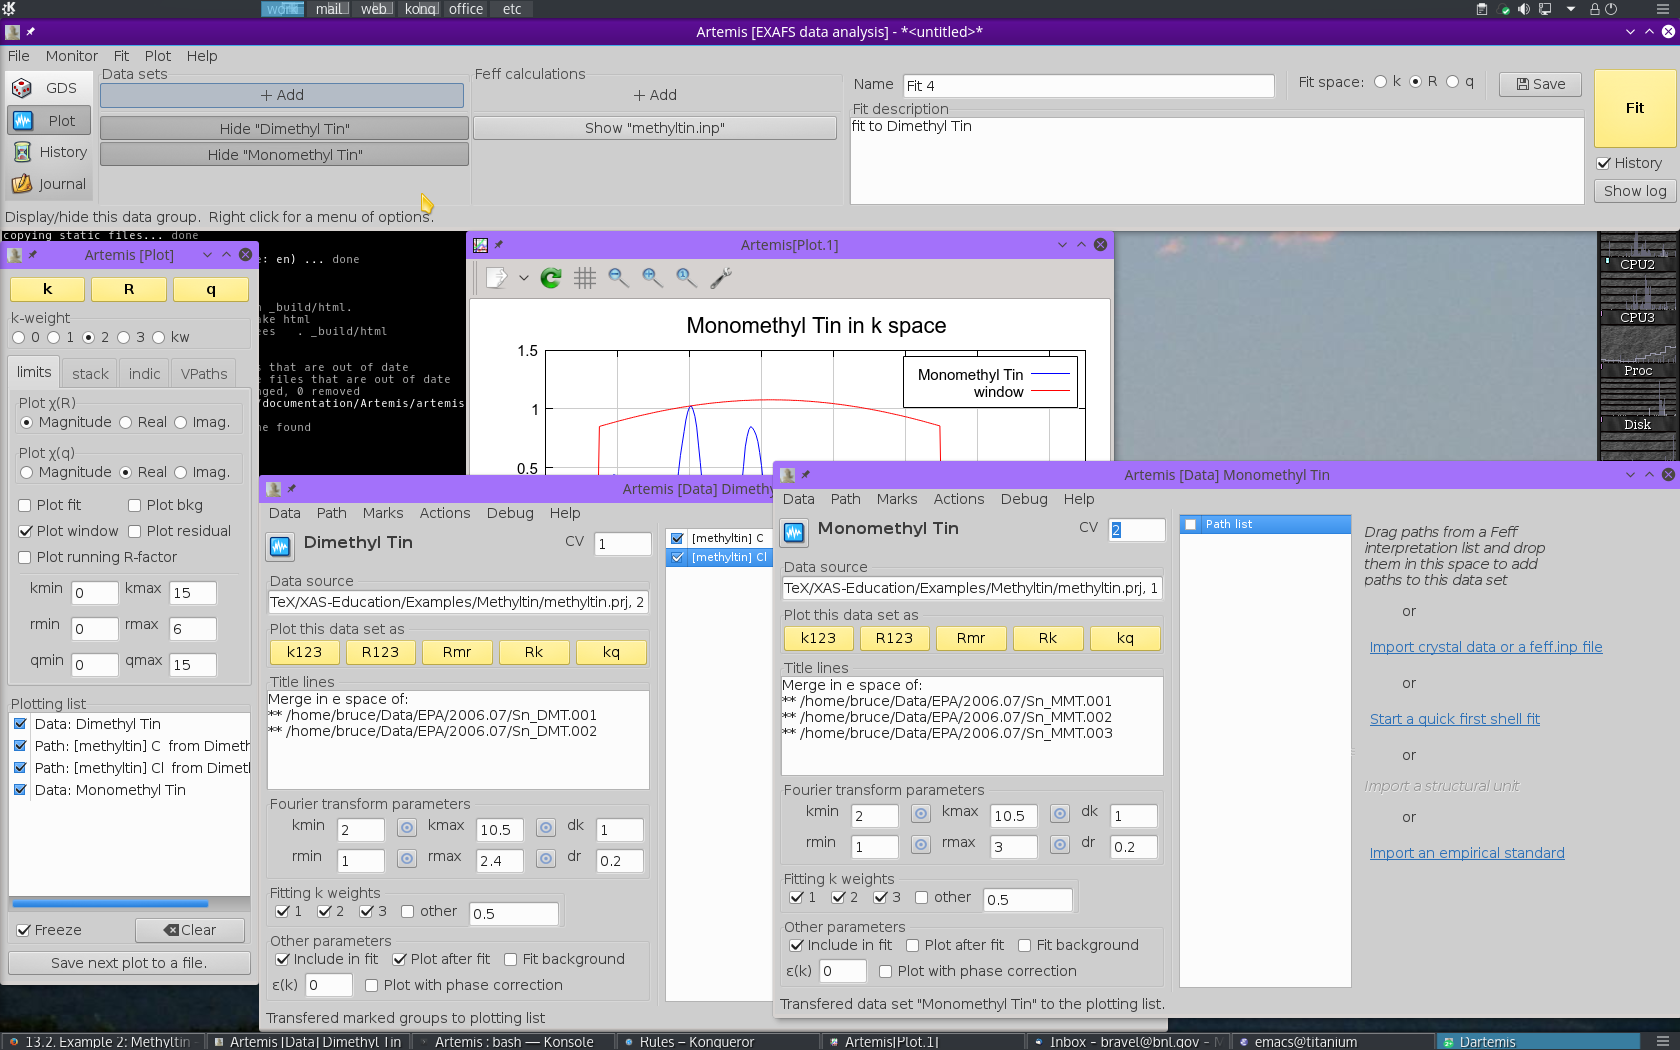 work mail web konq office etc
Artemis [EXAFS data analysis] - *<untitled>*
File Monitor Fit Plot Help
GDS
Plot
History
Journal
Data sets
+ Add
Hide "Dimethyl Tin"
Hide "Monomethyl Tin"
Feff calculations
+ Add
Show "methyltin.inp"
Name Fit 4
Fit space: k R q
Save
Fit description
fit to Dimethyl Tin
Fit
History
Show log
Display/hide this data group. Right click for a menu of options.
copying static files... done
: en) ... done
_build/html.
ake html
ees . _build/html
that are out of date
files that are out of date
nged, 0 removed
/documentation/Artemis/artemis
ne found
CPU2
CPU3
Proc
Disk
Artemis [Plot]
k R q
k-weight
0 1 2 3 kw
limits stack indic VPaths
Plot χ(R)
Magnitude Real Imag.
Plot χ(q)
Magnitude Real Imag.
Plot fit Plot bkg
Plot window Plot residual
Plot running R-factor
kmin 0 kmax 15
rmin 0 rmax 6
qmin 0 qmax 15
Plotting list
Data: Dimethyl Tin
Path: [methyltin] C from Dimeth
Path: [methyltin] Cl from Dimetl
Data: Monomethyl Tin
Freeze Clear
Save next plot to a file.
Artemis[Plot.1]
Monomethyl Tin in k space
1.5
1
0.5
Monomethyl Tin
window
Artemis [Data] Dimethy
Data Path Marks Actions Debug Help
Dimethyl Tin CV 1
Data source
TeX/XAS-Education/Examples/Methyltin/methyltin.prj, 2
Plot this data set as
k123 R123 Rmr Rk kq
Title lines
Merge in e space of:
** /home/bruce/Data/EPA/2006.07/Sn_DMT.001
** /home/bruce/Data/EPA/2006.07/Sn_DMT.002
Fourier transform parameters
kmin 2 kmax 10.5 dk 1
rmin 1 rmax 2.4 dr 0.2
Fitting k weights
1 2 3 other 0.5
Other parameters
Include in fit Plot after fit Fit background
ε(k) 0 Plot with phase correction
Transfered marked groups to plotting list
[methyltin] C
[methyltin] Cl
Artemis [Data] Monomethyl Tin
Data Path Marks Actions Debug Help
Monomethyl Tin CV 2
Data source
TeX/XAS-Education/Examples/Methyltin/methyltin.prj, 1
Plot this data set as
k123 R123 Rmr Rk kq
Title lines
Merge in e space of:
** /home/bruce/Data/EPA/2006.07/Sn_MMT.001
** /home/bruce/Data/EPA/2006.07/Sn_MMT.002
** /home/bruce/Data/EPA/2006.07/Sn_MMT.003
Fourier transform parameters
kmin 2 kmax 10.5 dk 1
rmin 1 rmax 3 dr 0.2
Fitting k weights
1 2 3 other 0.5
Other parameters
Include in fit Plot after fit Fit background
ε(k) 0 Plot with phase correction
Transfered data set "Monomethyl Tin" to the plotting list.
Path list
Drag paths from a Feff
interpretation list and drop
them in this space to add
paths to this data set
or
Import crystal data or a feff.inp file
or
Start a quick first shell fit
or
Import a structural unit
or
Import an empirical standard
13.2. Example 2: Methyltin
Artemis [Data] Dimethyl Tin
Artemis : bash — Konsole
Rules – Konqueror
Artemis[Plot.1]
Inbox – bravel@bnl.gov – M
emacs@titanium
Dartemis